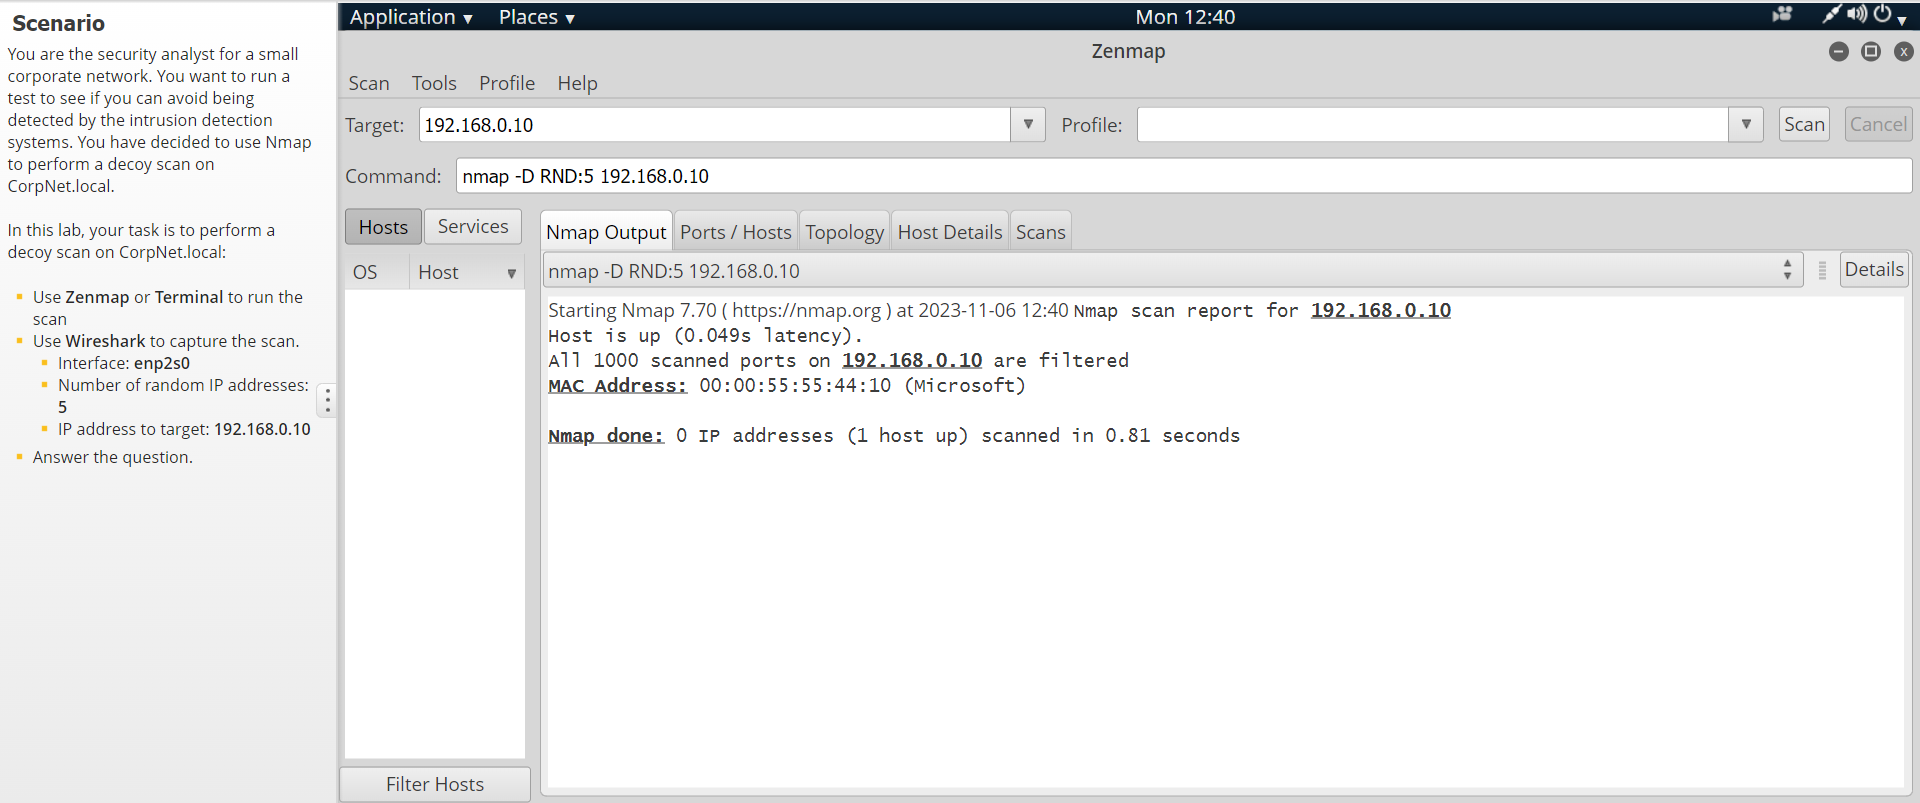 Scenario
You are the security analyst for a small
corporate network. You want to run a
test to see if you can avoid being
detected by the intrusion detection
systems. You have decided to use Nmap
to perform a decoy scan on
CorpNet.local.
In this lab, your task is to perform a
decoy scan on CorpNet.local:
Use Zenmap or Terminal to run the
scan
Use Wireshark to capture the scan.
Interface: enp2s0
Number of random IP addresses:
5
IP address to target: 192.168.0.10
Answer the question.
Application ▾ Places ▾ Mon 12:40
Zenmap
Scan Tools Profile Help
Target: 192.168.0.10 Profile: Scan Cancel
Command: nmap -D RND:5 192.168.0.10
Hosts Services
Nmap Output Ports / Hosts Topology Host Details Scans
OS Host
nmap -D RND:5 192.168.0.10 Details
Starting Nmap 7.70 ( https://nmap.org ) at 2023-11-06 12:40 Nmap scan report for 192.168.0.10
Host is up (0.049s latency).
All 1000 scanned ports on 192.168.0.10 are filtered
MAC Address: 00:00:55:55:44:10 (Microsoft)
Nmap done: 0 IP addresses (1 host up) scanned in 0.81 seconds
Filter Hosts